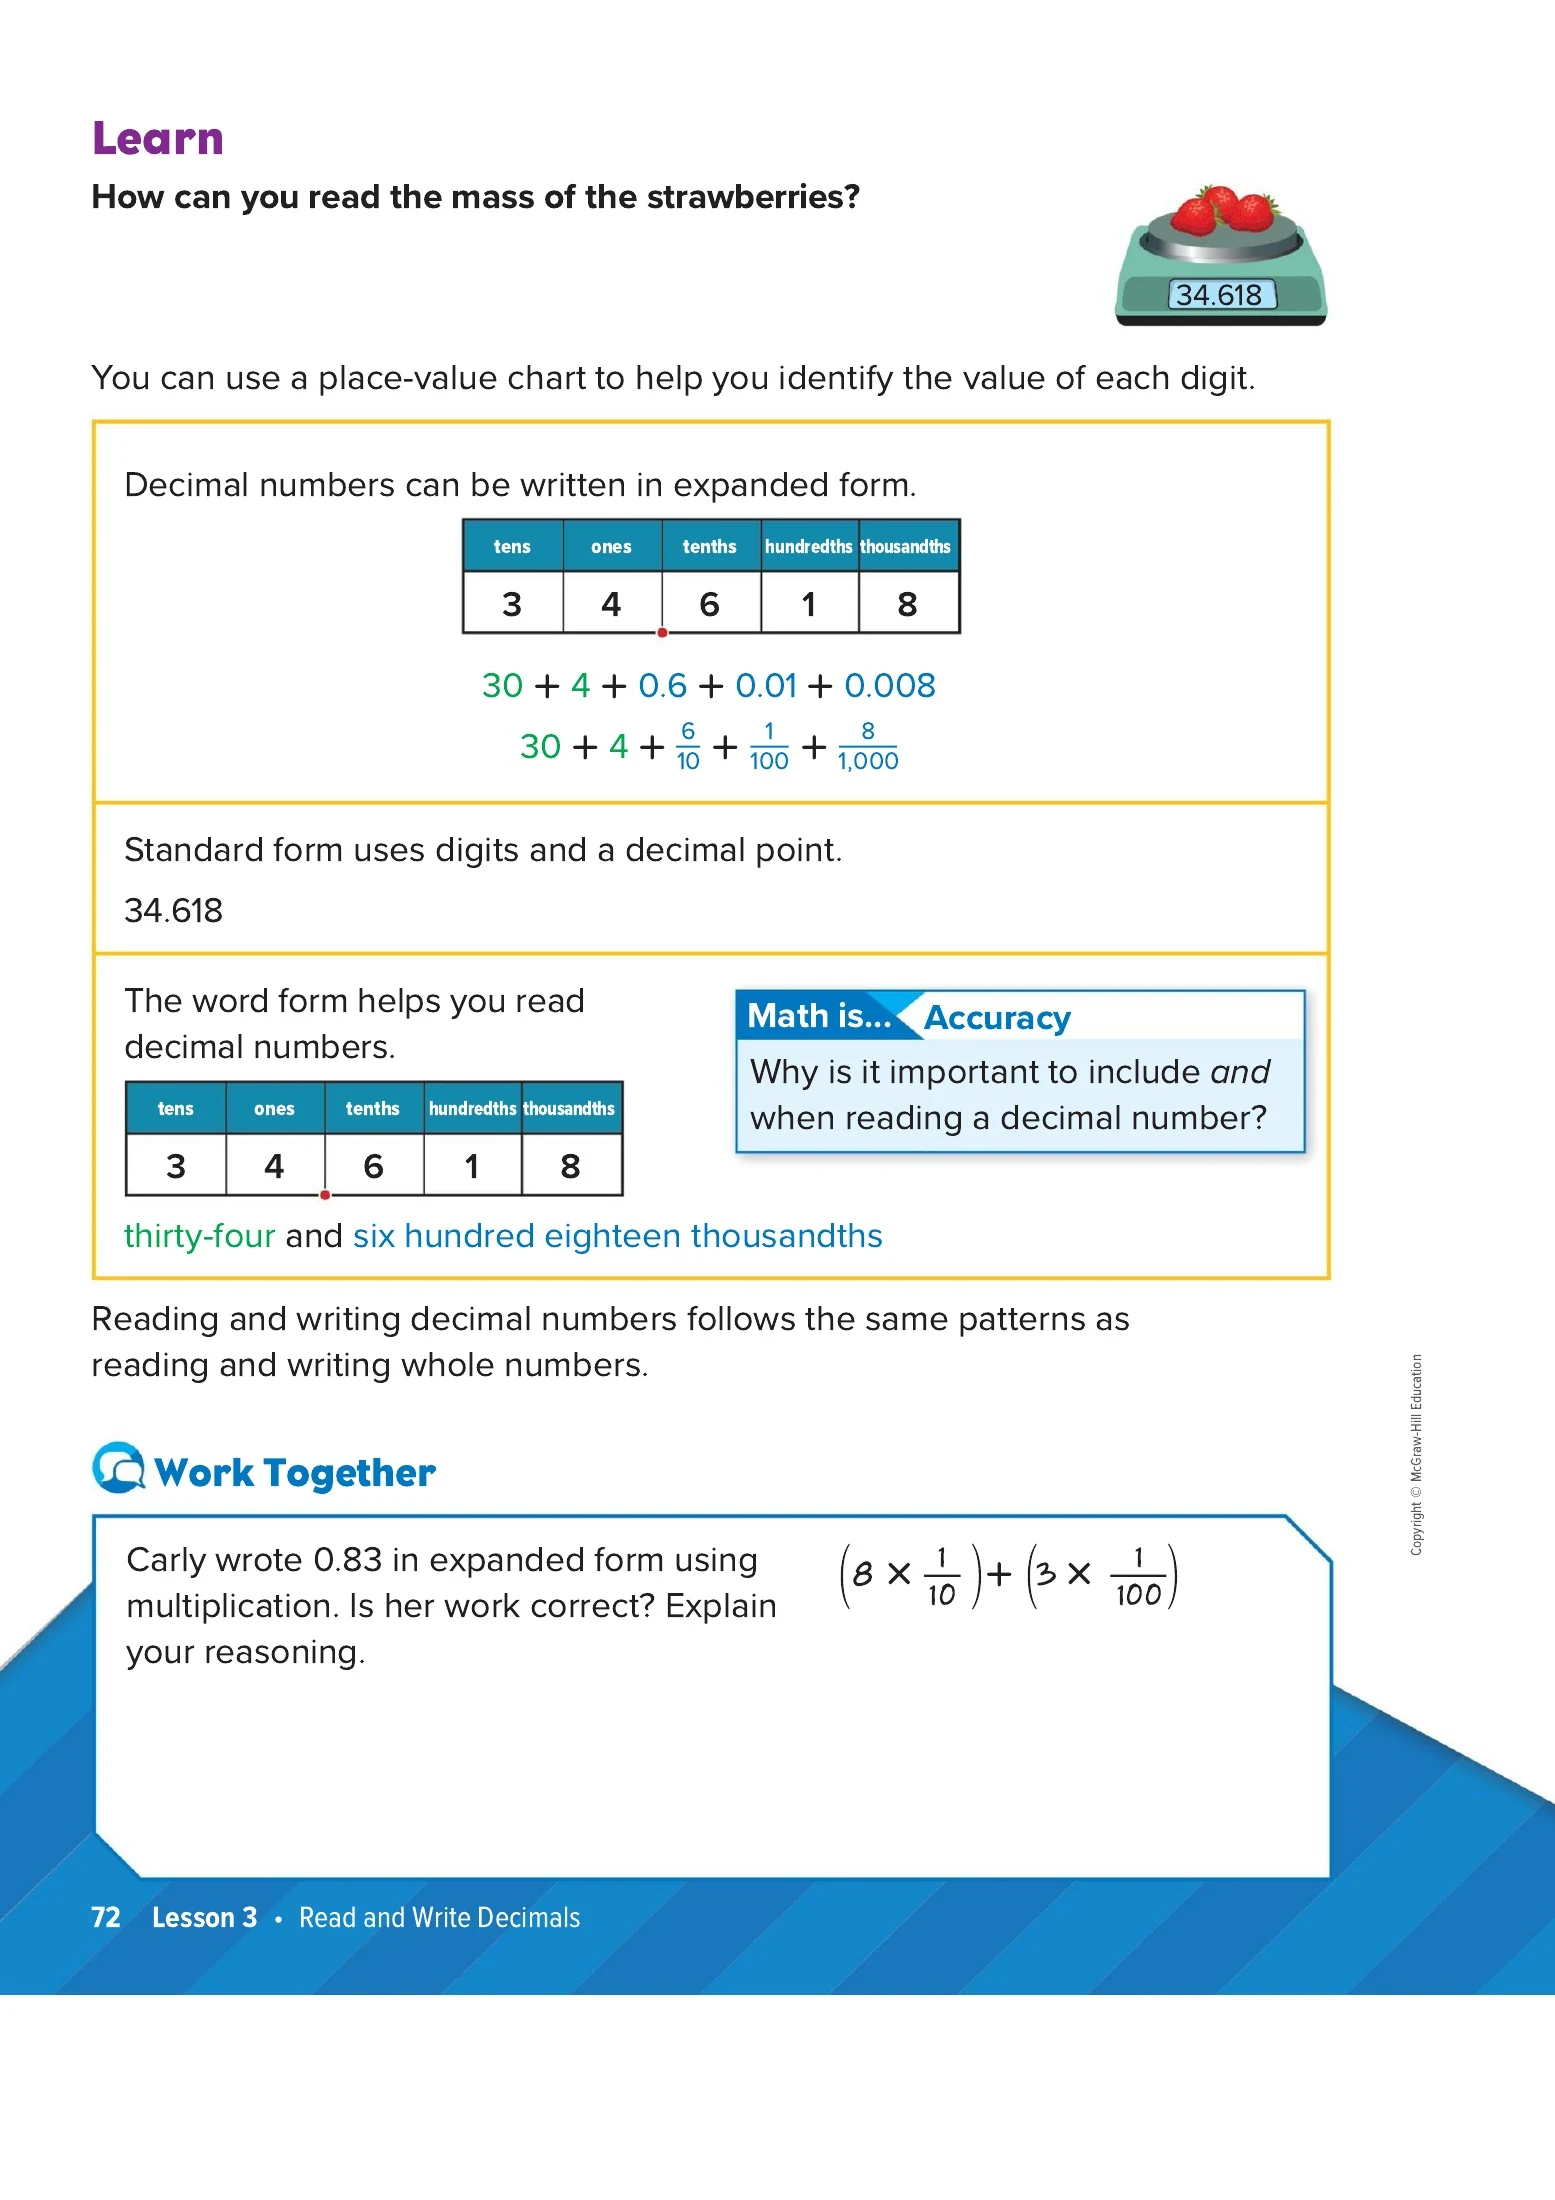 Learn
How can you read the mass of the strawberries?
34.618
You can use a place-value chart to help you identify the value of each digit.
Decimal numbers can be written in expanded form.
tens ones tenths hundredths thousandths
3 4 6 1 8
30 + 4 + 0.6 + 0.01 + 0.008
30 + 4 + 6/10 + 1/100 + 8/1,000
Standard form uses digits and a decimal point.
34.618
The word form helps you read
decimal numbers.
tens ones tenths hundredths thousandths
3 4 6 1 8
thirty-four and six hundred eighteen thousandths
Math is... Accuracy
Why is it important to include and
when reading a decimal number?
Reading and writing decimal numbers follows the same patterns as
reading and writing whole numbers.
Work Together
Carly wrote 0.83 in expanded form using
multiplication. Is her work correct? Explain
your reasoning.
(8 × 1/10) + (3 × 1/100)
Copyright © McGraw-Hill Education
72 Lesson 3 • Read and Write Decimals